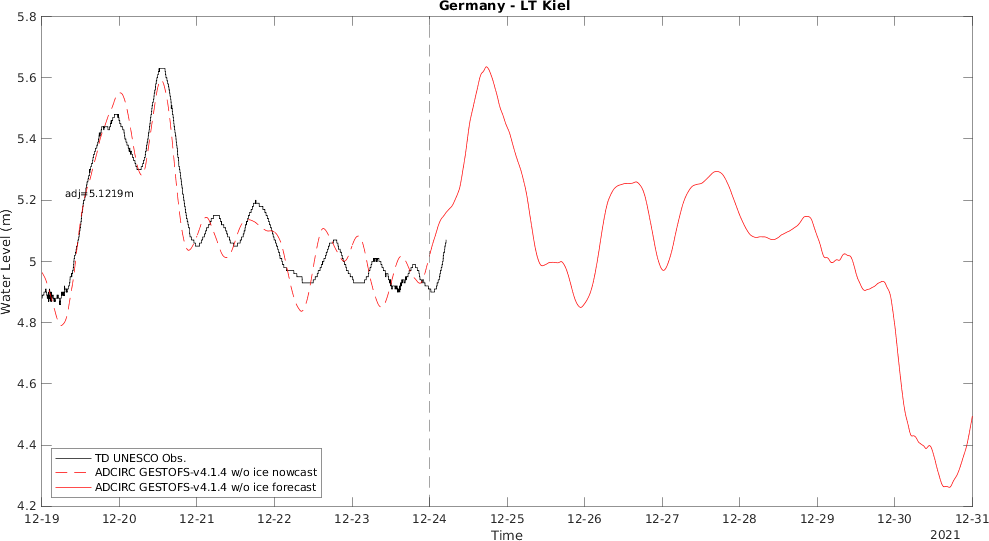 Germany - LT Kiel
5.8
5.6
5.4
5.2
5
4.8
4.6
4.4
4.2
Water Level (m)
adj=5.1219m
TD UNESCO Obs.
ADCIRC GESTOFS-v4.1.4 w/o ice nowcast
ADCIRC GESTOFS-v4.1.4 w/o ice forecast
12-19 12-20 12-21 12-22 12-23 12-24 12-25 12-26 12-27 12-28 12-29 12-30 12-31
Time
2021